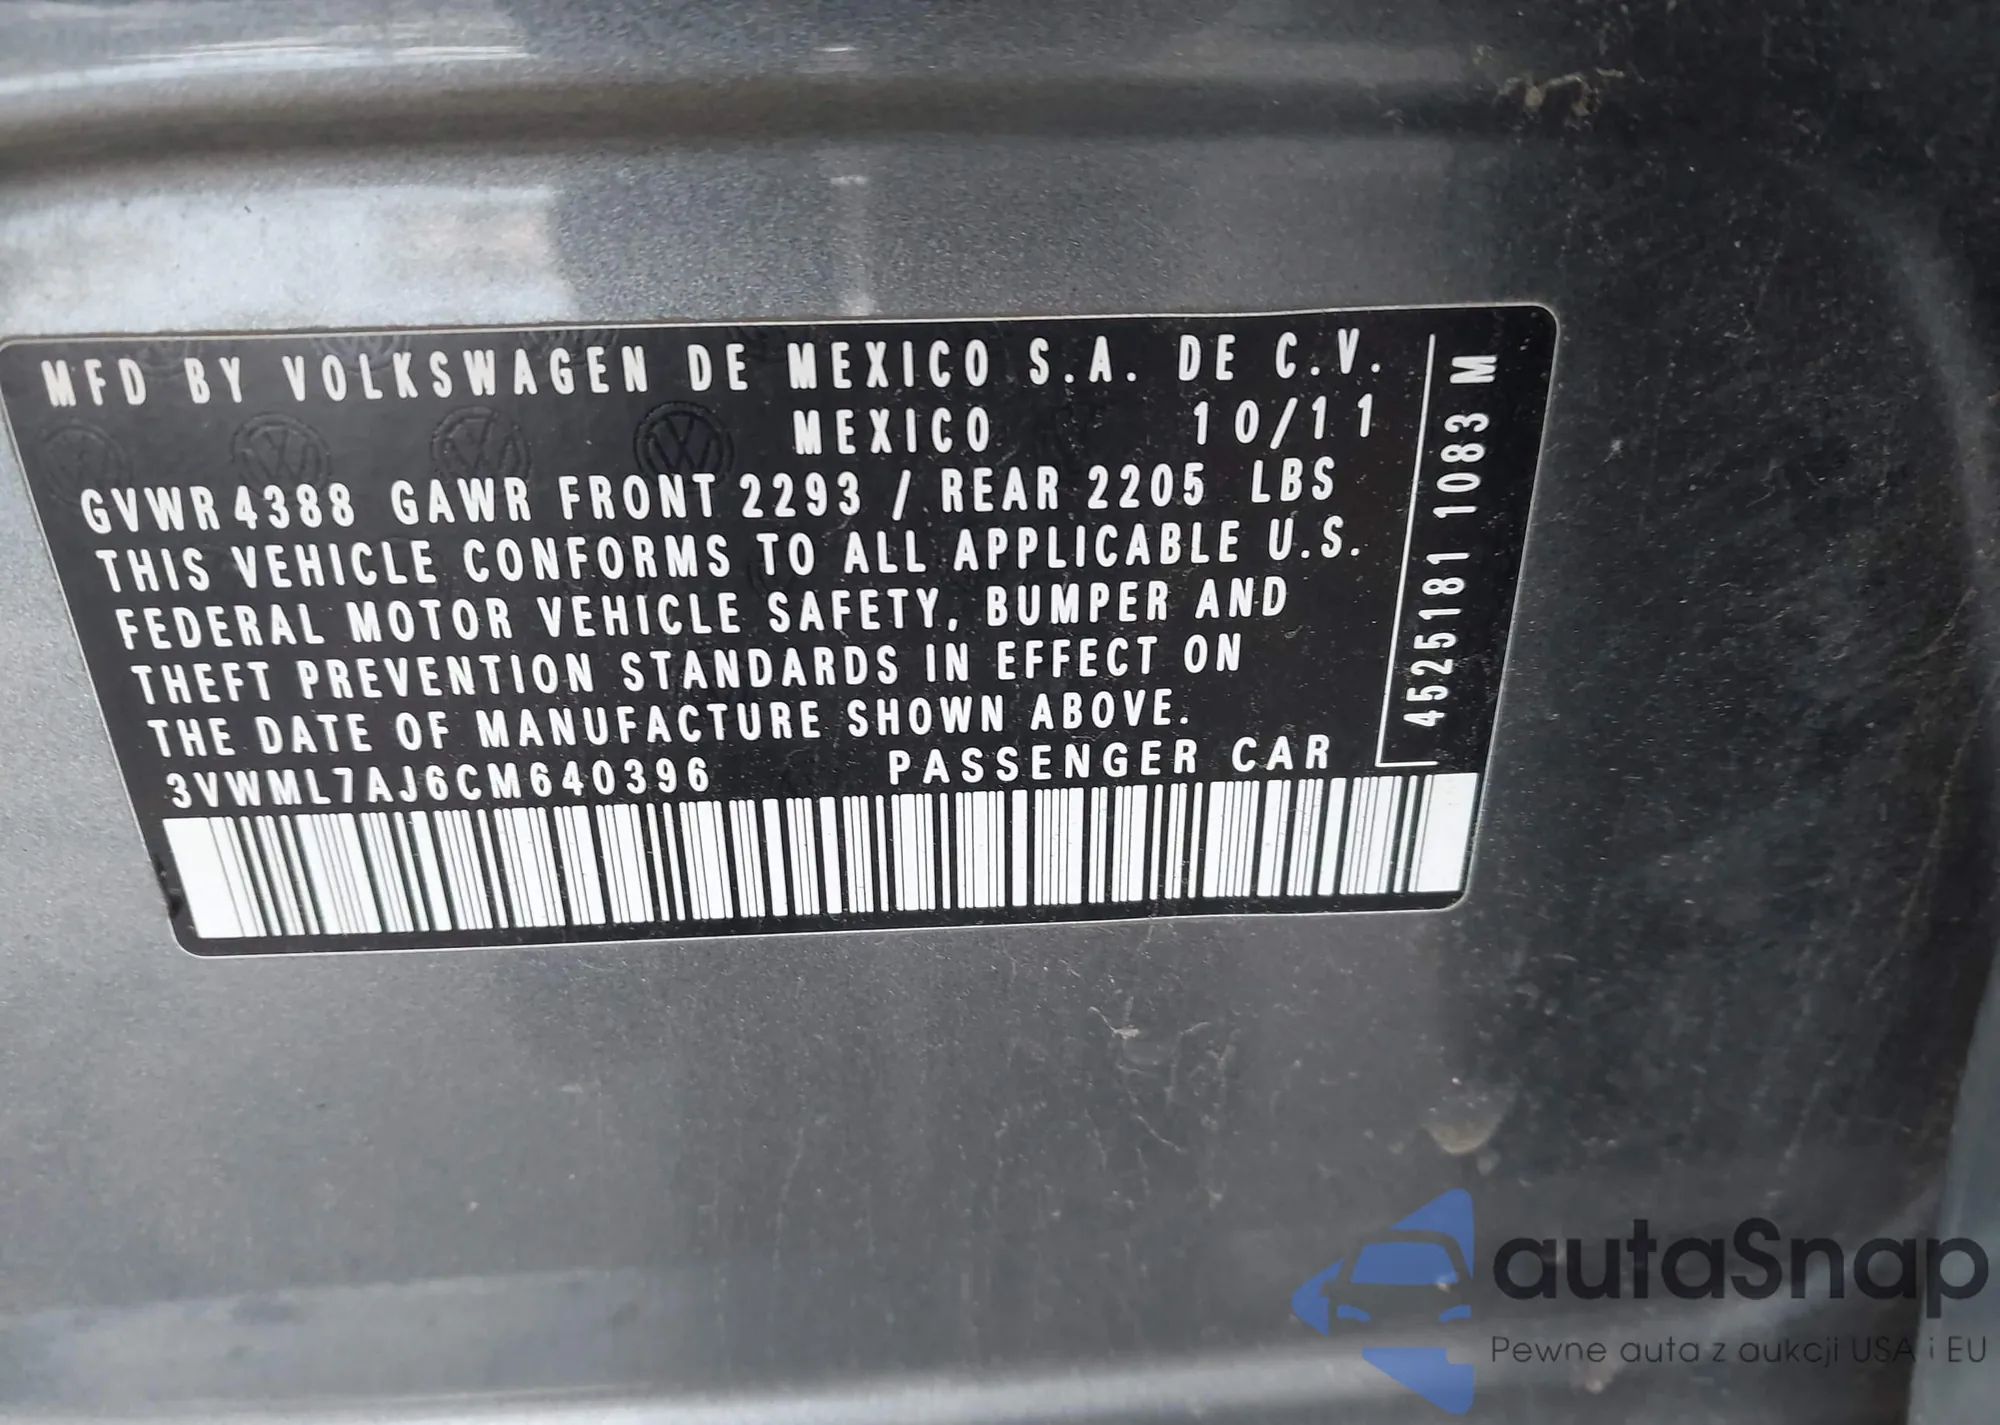 MFD BY VOLKSWAGEN DE MEXICO S.A. DE C.V.
MEXICO 10/11
GVWR 4388 GAWR FRONT 2293 / REAR 2205 LBS
THIS VEHICLE CONFORMS TO ALL APPLICABLE U.S.
FEDERAL MOTOR VEHICLE SAFETY, BUMPER AND
THEFT PREVENTION STANDARDS IN EFFECT ON
THE DATE OF MANUFACTURE SHOWN ABOVE.
3VWML7AJ6CM640396 PASSENGER CAR
4525181 1083 M
autaSnap
Pewne auta z aukcji USA i EU